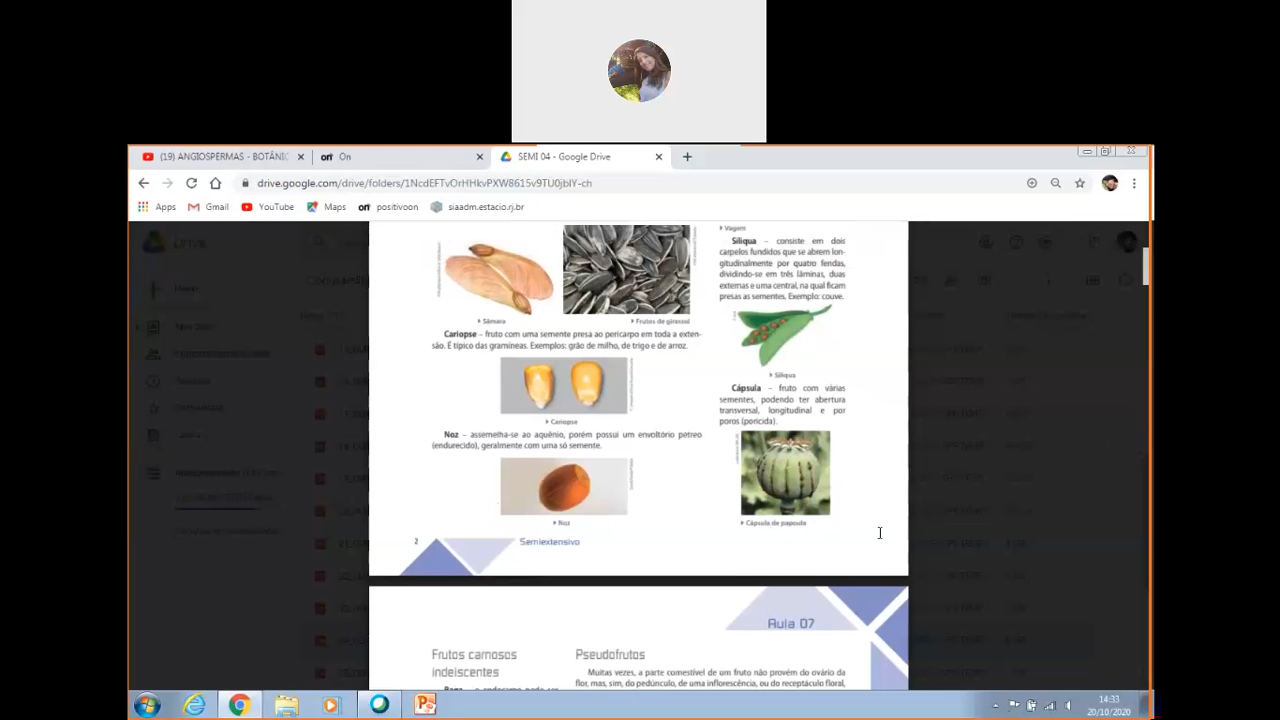 (19) ANGIOSPERMAS - BOTÂNIC
On
SEMI 04 - Google Drive
drive.google.com/drive/folders/1NcdEFTvOrHHkvPXW8615v9TU0jbIY-ch
Apps
Gmail
YouTube
Maps
positivoon
siaadm.estacio.rj.br
Sâmara
Frutos de girassol
Cariopse – fruto com uma semente presa ao pericarpo em toda a exten-
são. É típico das gramíneas. Exemplos: grão de milho, de trigo e de arroz.
Cariopse
Noz – assemelha-se ao aquênio, porém possui um envoltório pétreo
(endurecido), geralmente com uma só semente.
Noz
Vagem
Síliqua – consiste em dois
carpelos fundidos que se abrem lon-
gitudinalmente por quatro fendas,
dividindo-se em três lâminas, duas
externas e uma central, na qual ficam
presas as sementes. Exemplo: couve.
Síliqua
Cápsula – fruto com várias
sementes, podendo ter abertura
transversal, longitudinal e por
poros (poricida).
Cápsula de papoula
2
Semiextensivo
Aula 07
Frutos carnosos
indeiscentes
Pseudofrutos
Muitas vezes, a parte comestível de um fruto não provém do ovário da
flor, mas, sim, do pedúnculo, de uma inflorescência, ou do receptáculo floral,
14:33
20/10/2020